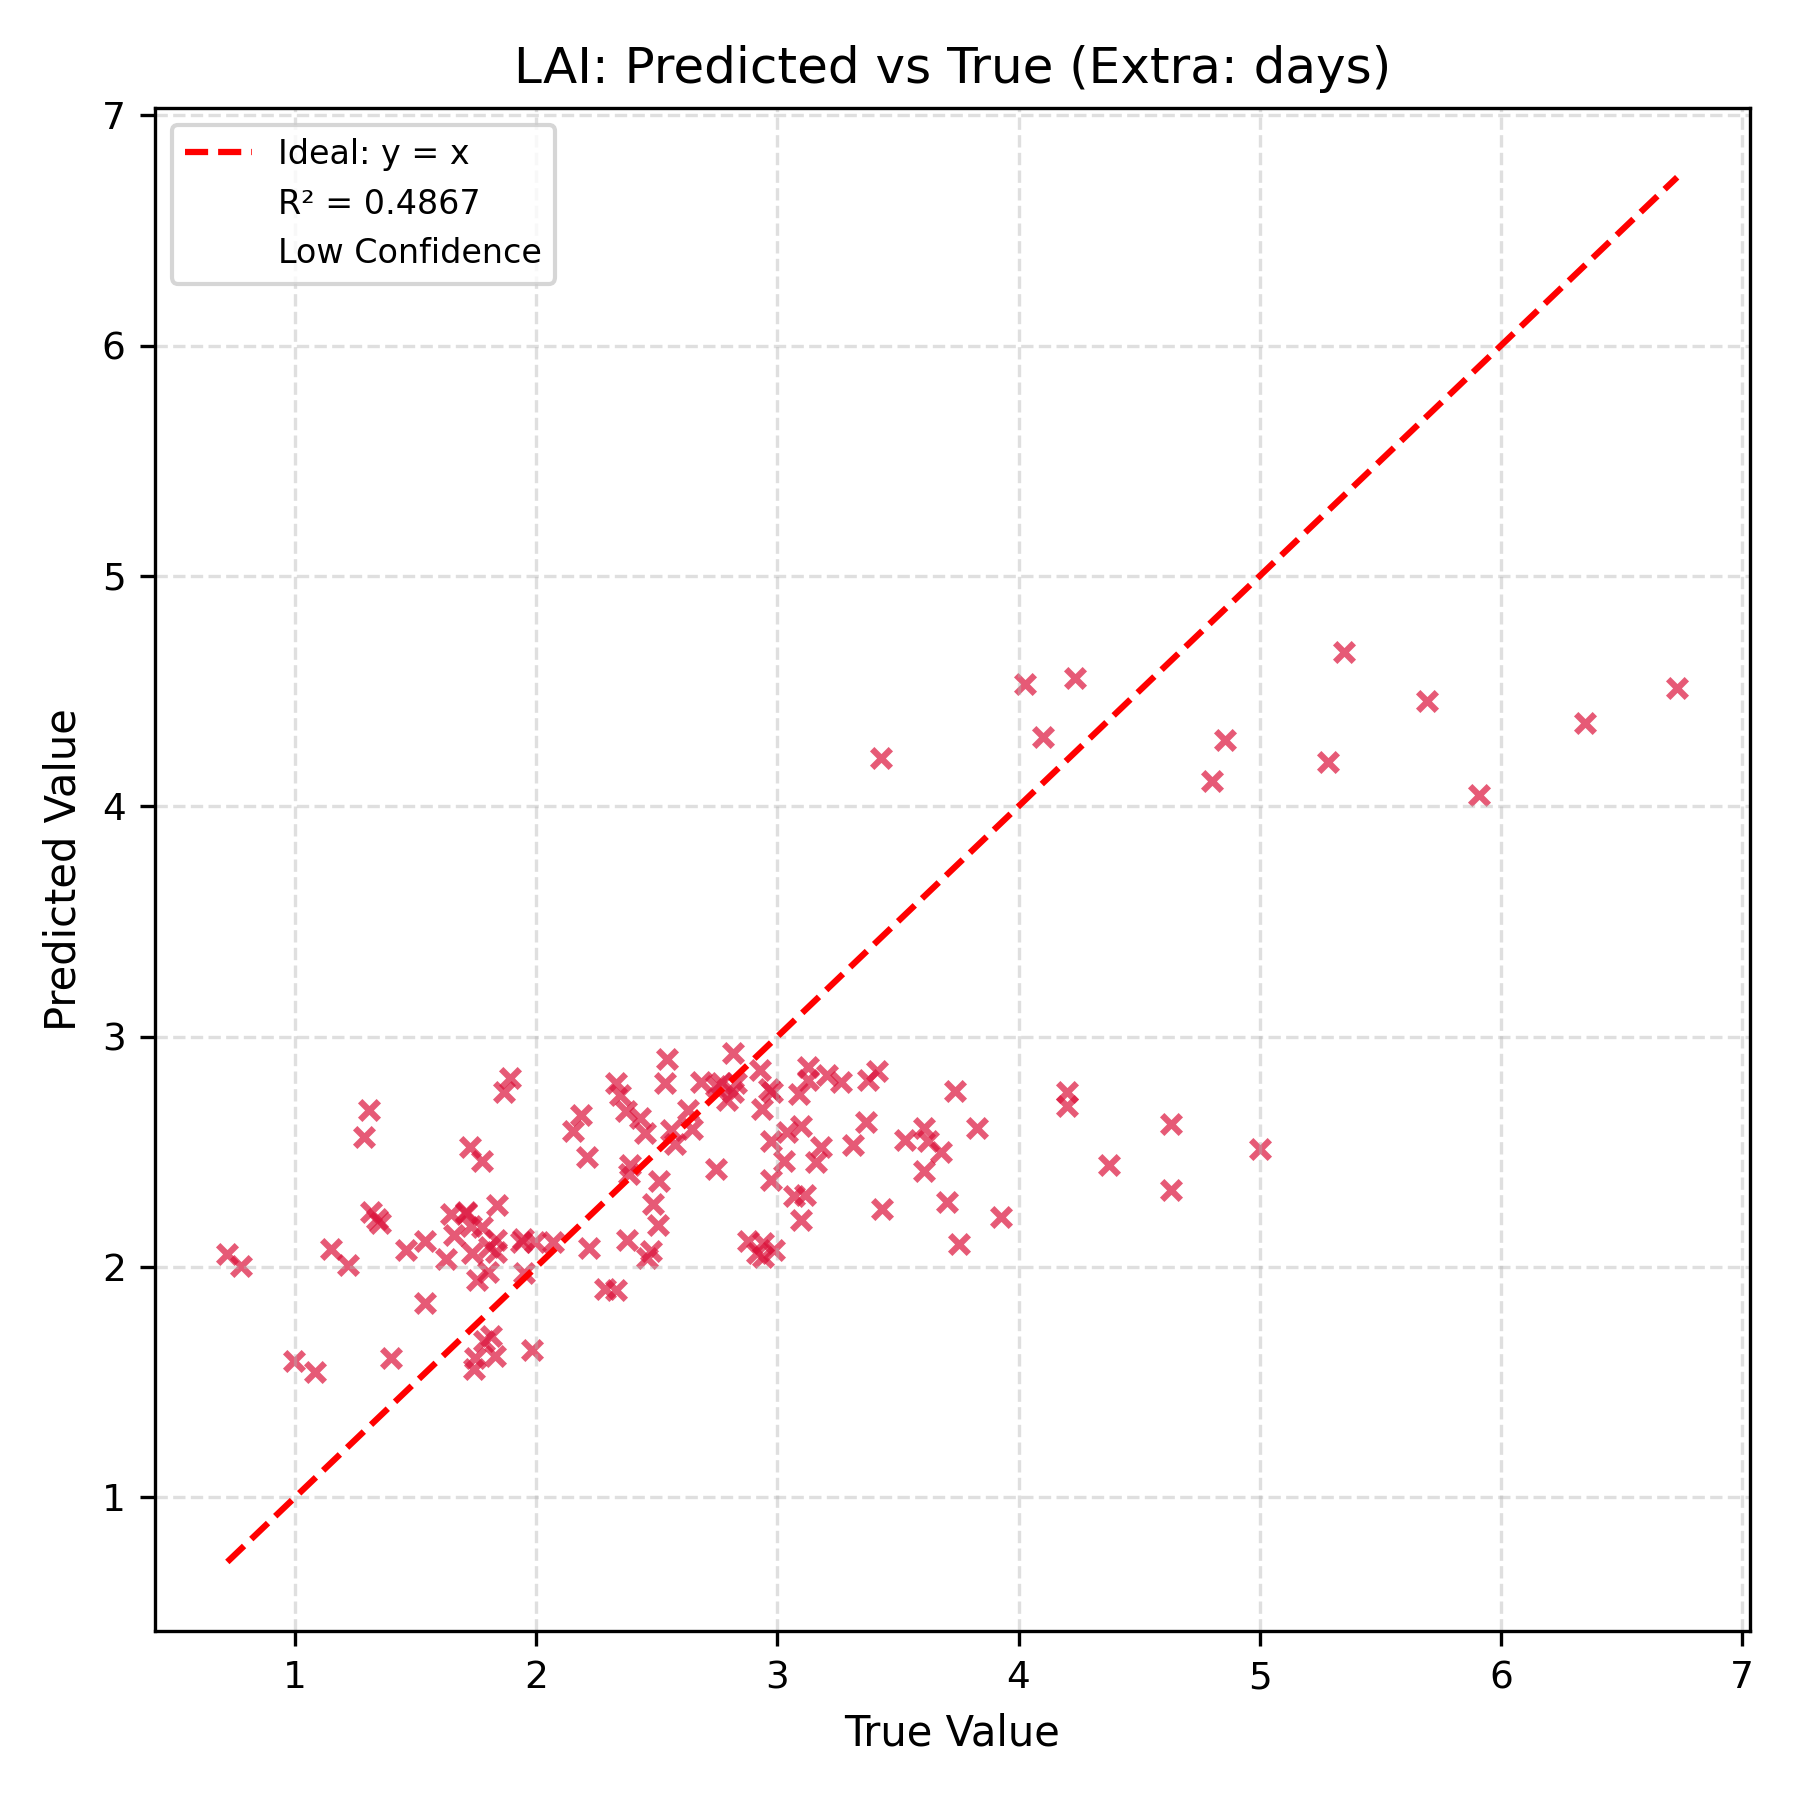 LAI: Predicted vs True (Extra: days)
Ideal: y = x
R² = 0.4867
Low Confidence
Predicted Value
7
6
5
4
3
2
1
1 2 3 4 5 6 7
True Value